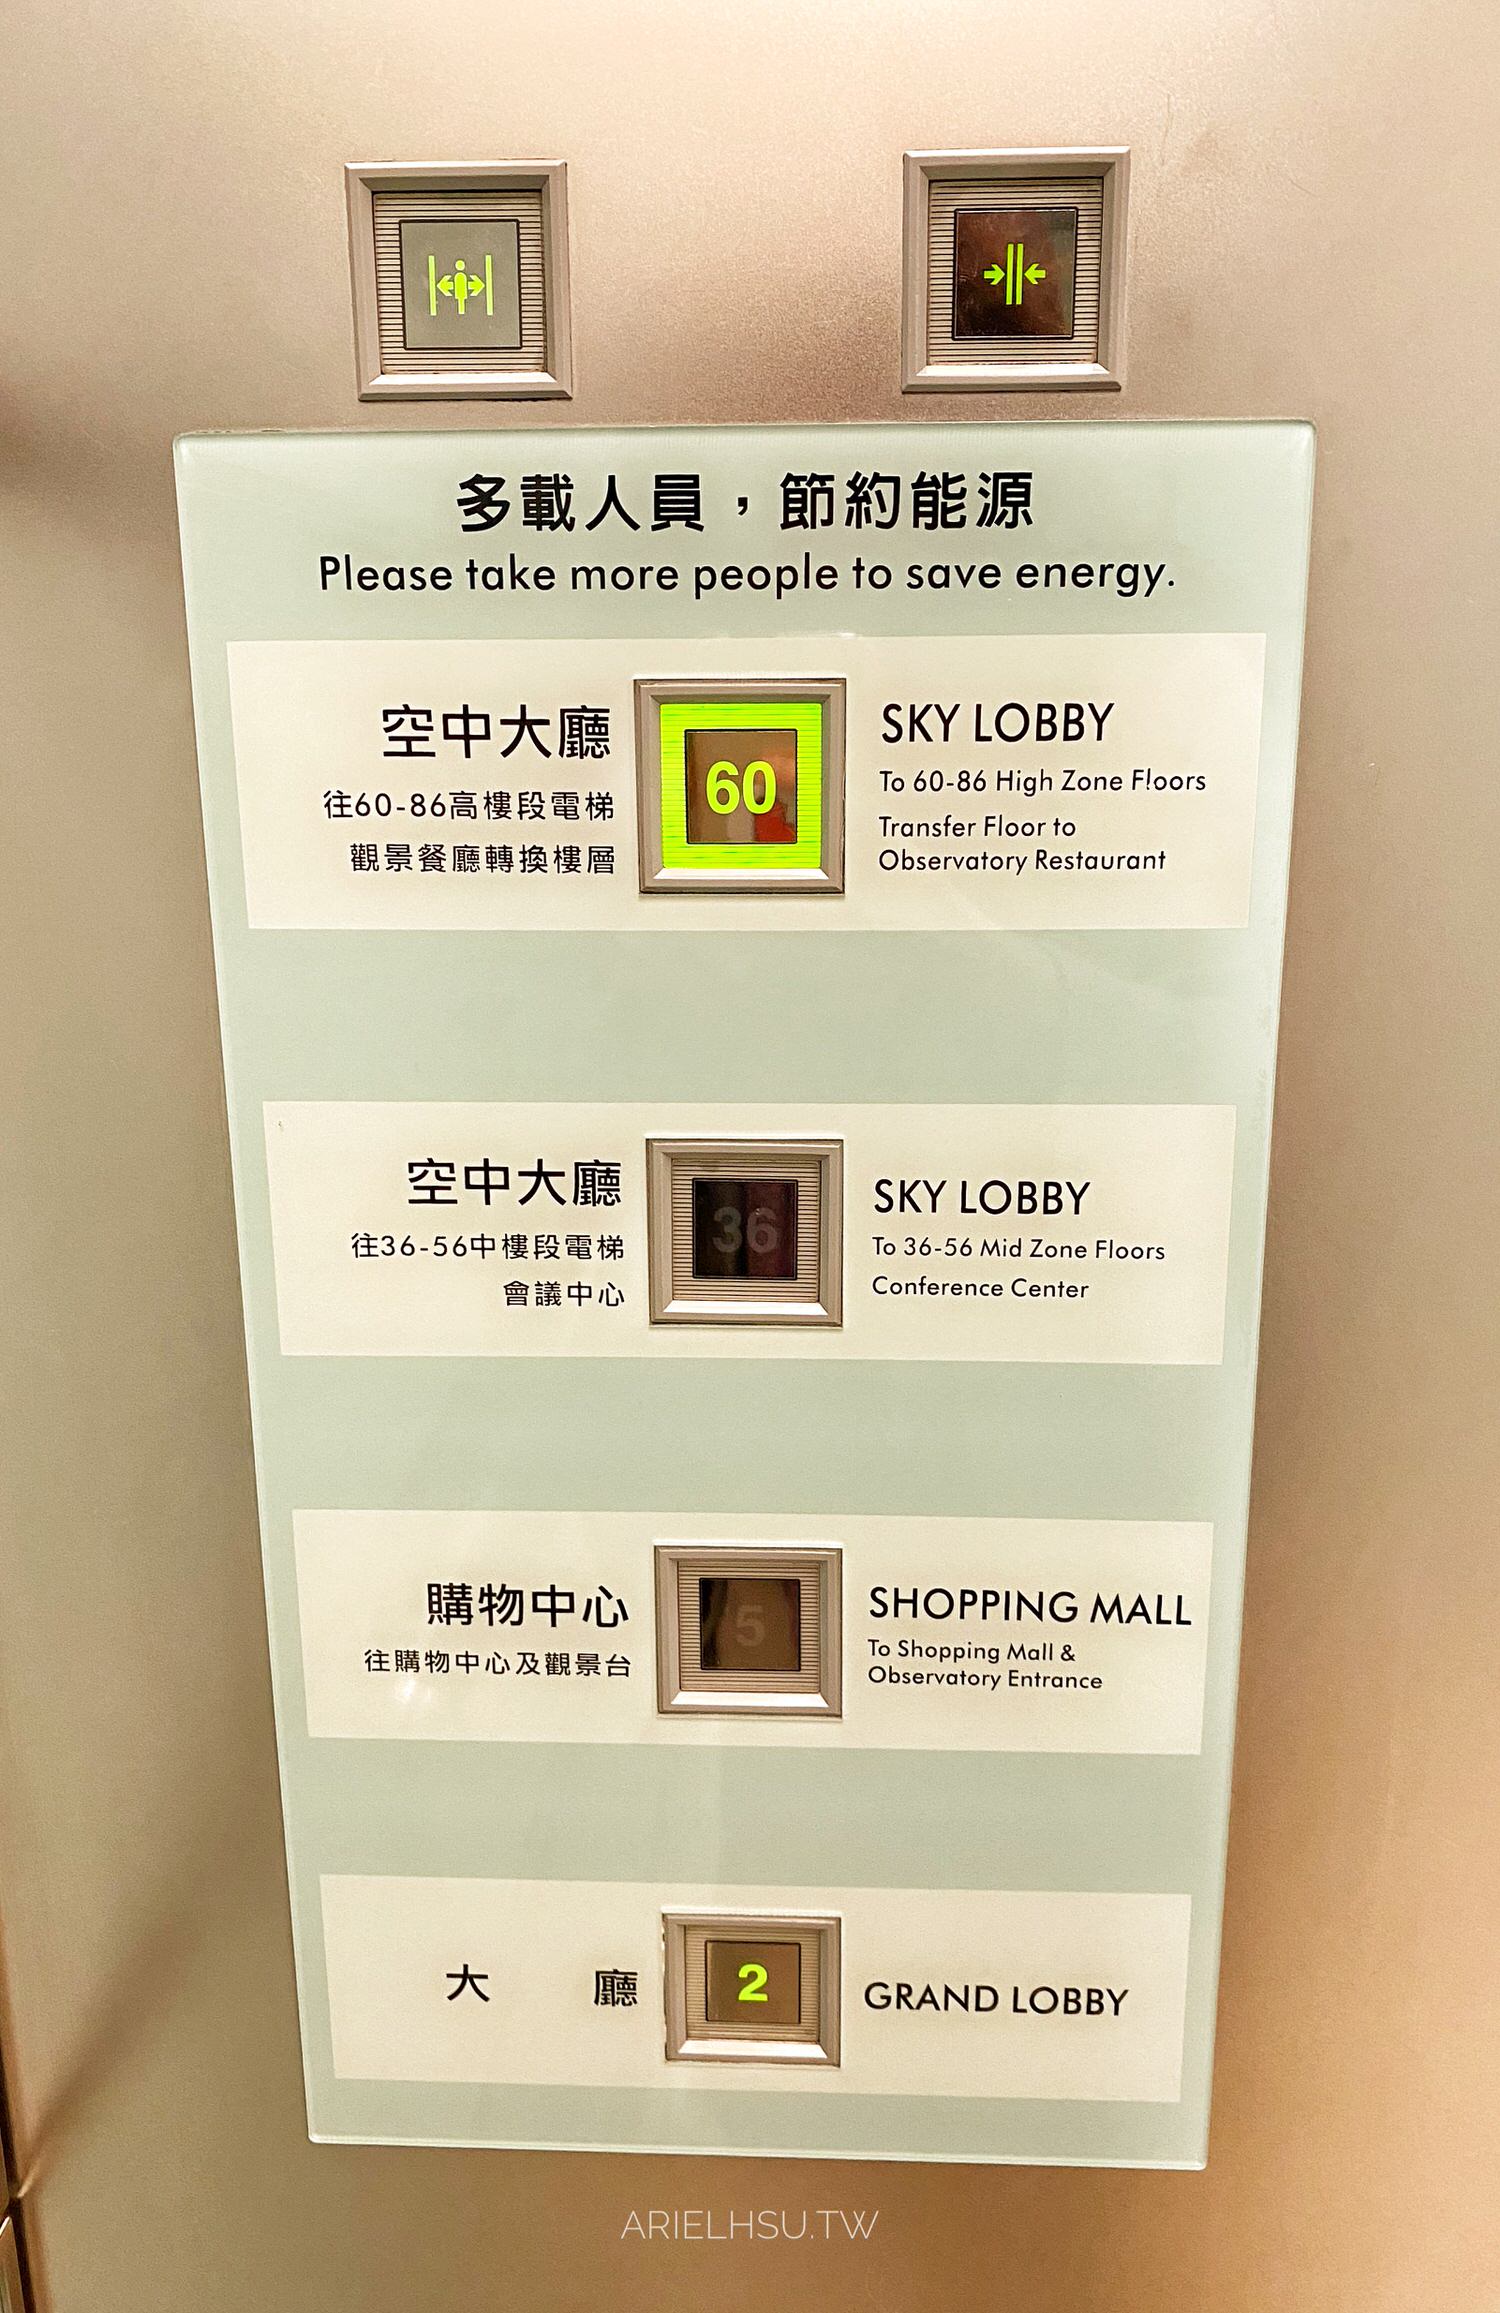 多載人員，節約能源
Please take more people to save energy.
空中大廳
往60-86高樓段電梯
觀景餐廳轉換樓層
60
SKY LOBBY
To 60-86 High Zone Floors
Transfer Floor to
Observatory Restaurant
空中大廳
往36-56中樓段電梯
會議中心
36
SKY LOBBY
To 36-56 Mid Zone Floors
Conference Center
購物中心
往購物中心及觀景台
5
SHOPPING MALL
To Shopping Mall &
Observatory Entrance
大 廳
2
GRAND LOBBY
ARIELHSU.TW